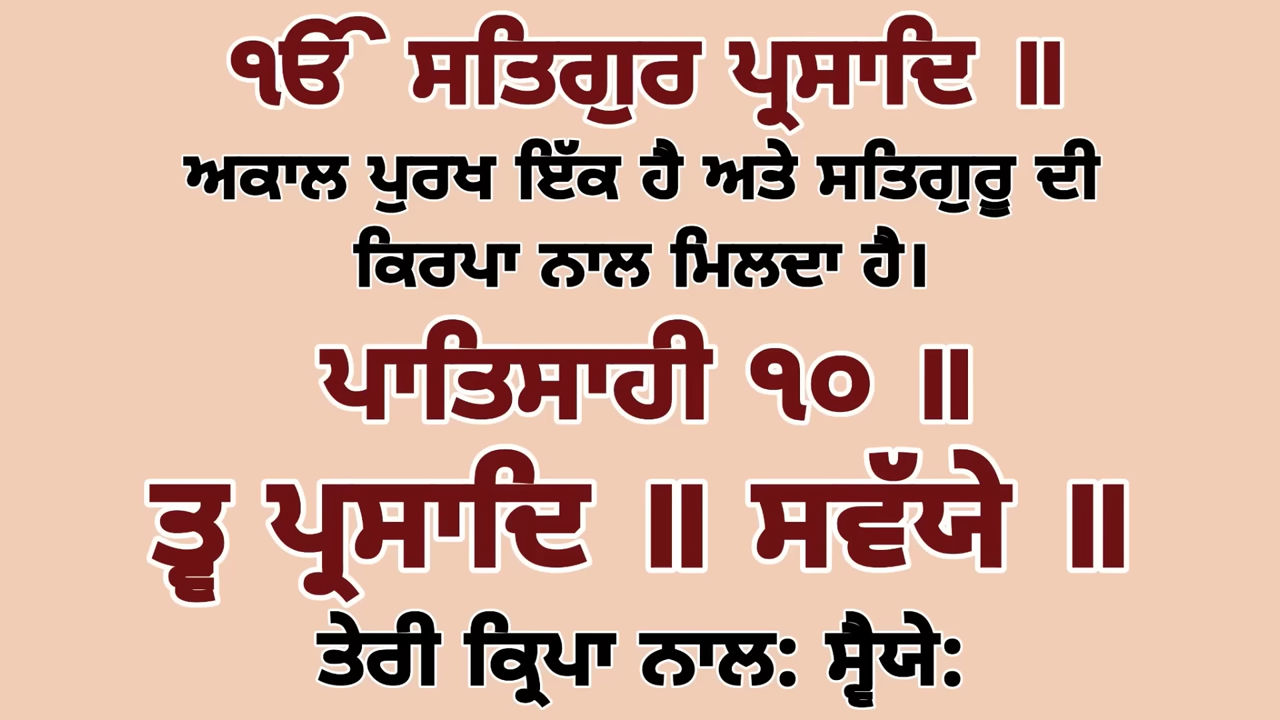 ੴ ਸਤਿਗੁਰ ਪ੍ਰਸਾਦਿ ॥
ਅਕਾਲ ਪੁਰਖ ਇੱਕ ਹੈ ਅਤੇ ਸਤਿਗੁਰੂ ਦੀ
ਕਿਰਪਾ ਨਾਲ ਮਿਲਦਾ ਹੈ।
ਪਾਤਿਸਾਹੀ ੧੦ ॥
ਤ੍ਵ ਪ੍ਰਸਾਦਿ ॥ ਸਵੱਯੇ ॥
ਤੇਰੀ ਕ੍ਰਿਪਾ ਨਾਲ: ਸ੍ਵੈਯੇ: